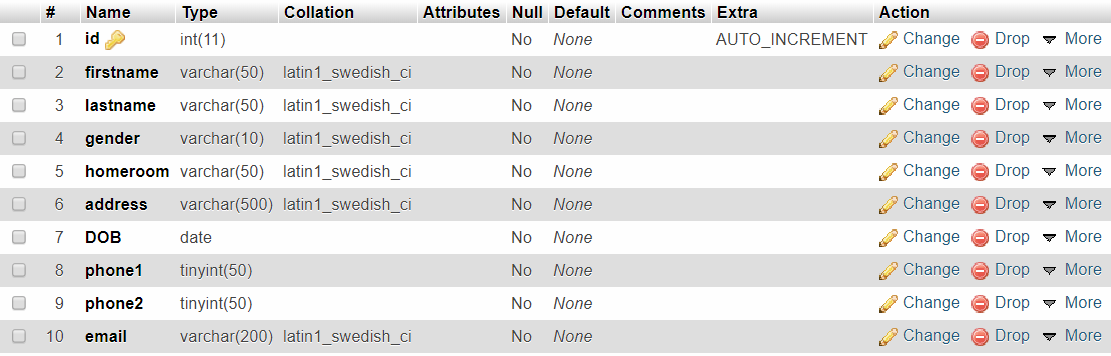 # Name Type Collation Attributes Null Default Comments Extra Action
1 id int(11) No None AUTO_INCREMENT Change Drop More
2 firstname varchar(50) latin1_swedish_ci No None Change Drop More
3 lastname varchar(50) latin1_swedish_ci No None Change Drop More
4 gender varchar(10) latin1_swedish_ci No None Change Drop More
5 homeroom varchar(50) latin1_swedish_ci No None Change Drop More
6 address varchar(500) latin1_swedish_ci No None Change Drop More
7 DOB date No None Change Drop More
8 phone1 tinyint(50) No None Change Drop More
9 phone2 tinyint(50) No None Change Drop More
10 email varchar(200) latin1_swedish_ci No None Change Drop More